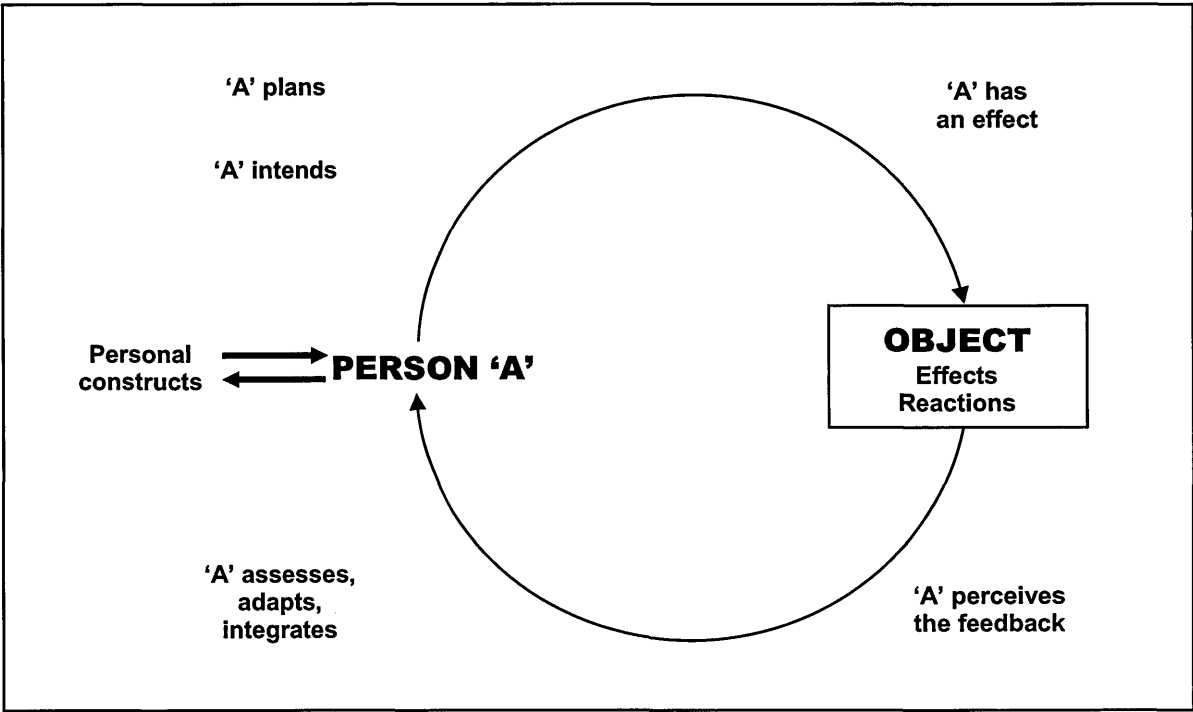 ‘A’ plans
‘A’ intends
‘A’ has
an effect
Personal
constructs
PERSON ‘A’
OBJECT
Effects
Reactions
‘A’ assesses,
adapts,
integrates
‘A’ perceives
the feedback